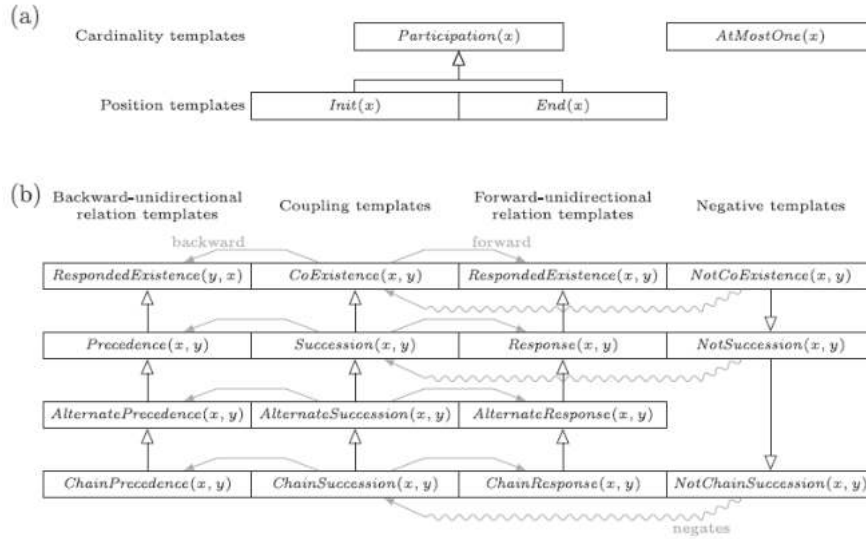 (a)
Cardinality templates
Participation(x)
AtMostOne(x)
Position templates
Init(x)
End(x)
(b)
Backward-unidirectional
relation templates
Coupling templates
Forward-unidirectional
relation templates
Negative templates
backward
forward
RespondedExistence(y, x)
CoExistence(x, y)
RespondedExistence(x, y)
NotCoExistence(x, y)
Precedence(x, y)
Succession(x, y)
Response(x, y)
NotSuccession(x, y)
AlternatePrecedence(x, y)
AlternateSuccession(x, y)
AlternateResponse(x, y)
ChainPrecedence(x, y)
ChainSuccession(x, y)
ChainResponse(x, y)
NotChainSuccession(x, y)
negates